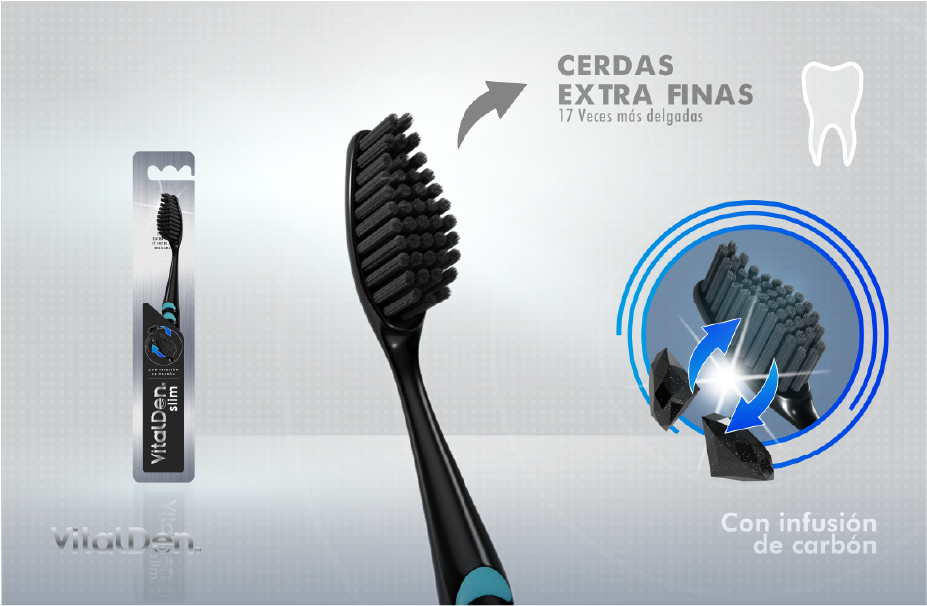 CERDAS
EXTRA FINAS
17 Veces más delgadas
VitalDen
slim
VitalDen
Con infusión
de carbón